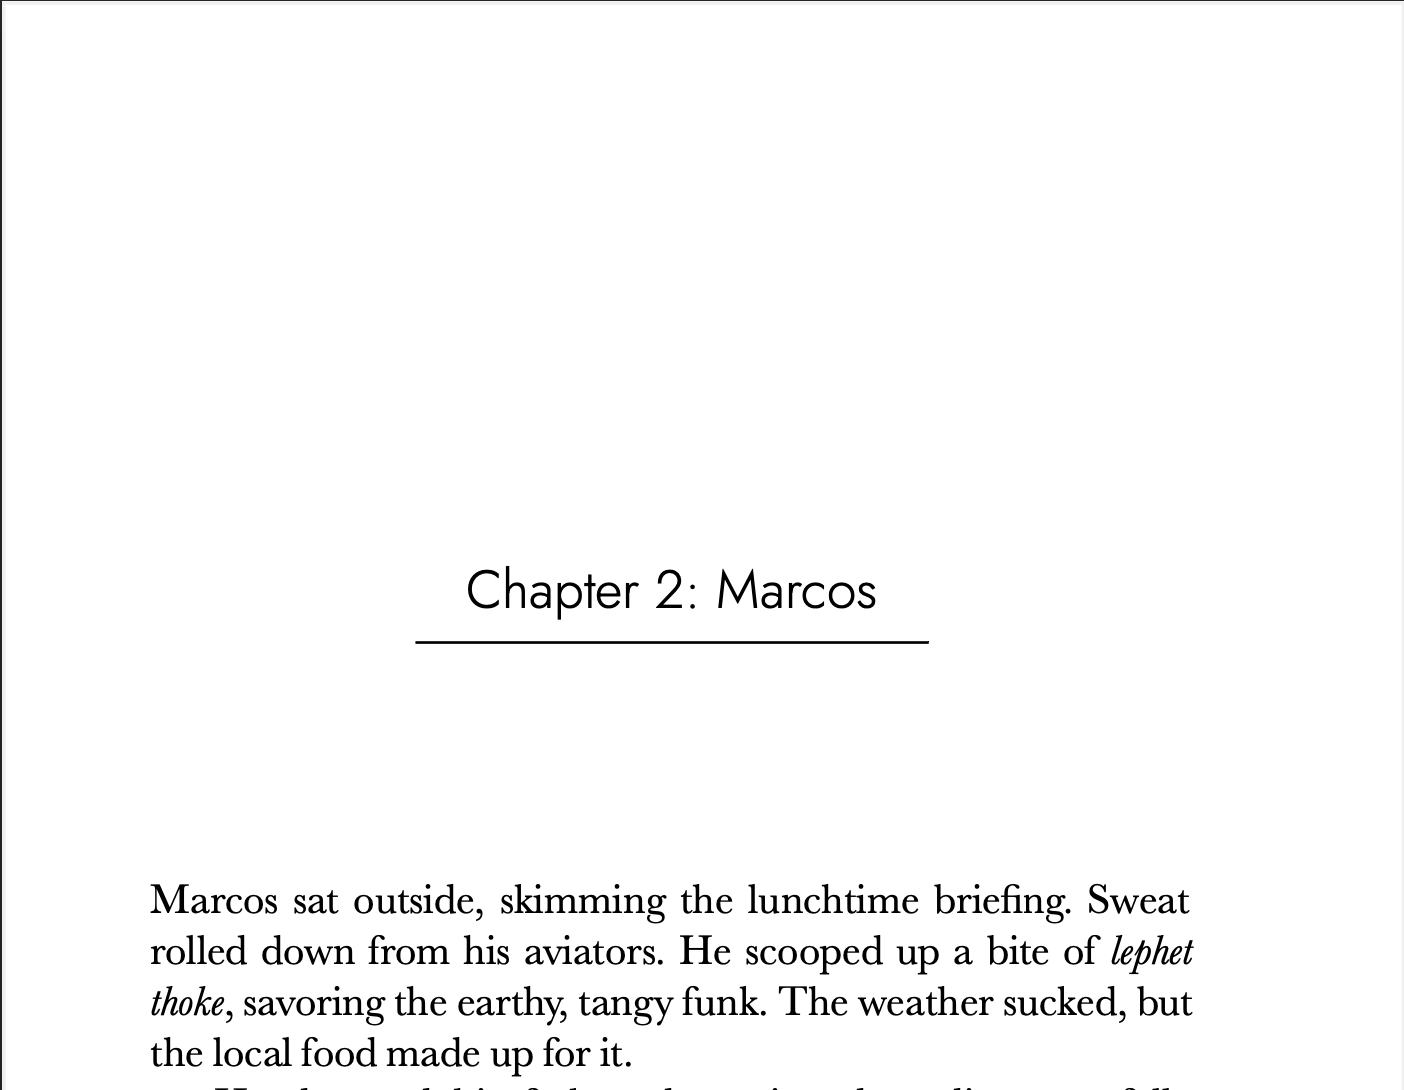 Chapter 2: Marcos
Marcos sat outside, skimming the lunchtime briefing. Sweat
rolled down from his aviators. He scooped up a bite of lephet
thoke, savoring the earthy, tangy funk. The weather sucked, but
the local food made up for it.